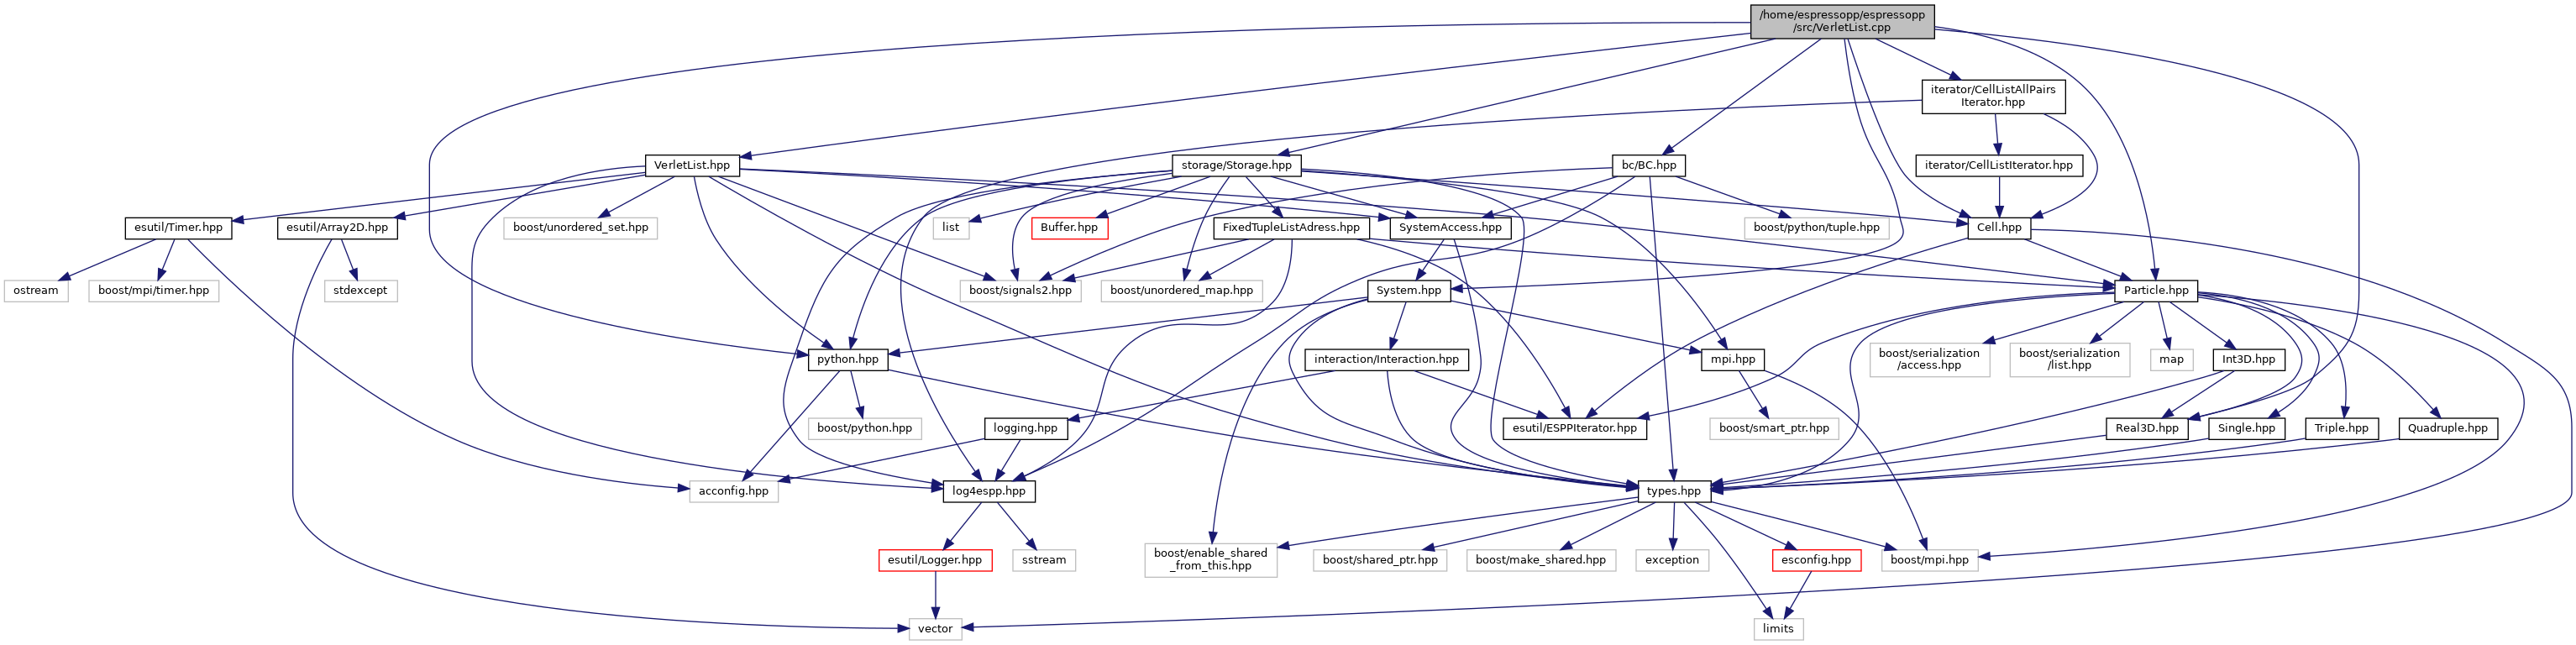 /home/espressopp/espressopp
/src/VerletList.cpp
iterator/CellListAllPairs
Iterator.hpp
VerletList.hpp
storage/Storage.hpp
bc/BC.hpp
iterator/CellListIterator.hpp
esutil/Timer.hpp
esutil/Array2D.hpp
boost/unordered_set.hpp
list
Buffer.hpp
FixedTupleListAdress.hpp
SystemAccess.hpp
boost/python/tuple.hpp
Cell.hpp
ostream
boost/mpi/timer.hpp
stdexcept
boost/signals2.hpp
boost/unordered_map.hpp
System.hpp
Particle.hpp
python.hpp
interaction/Interaction.hpp
mpi.hpp
boost/serialization
/access.hpp
boost/serialization
/list.hpp
map
Int3D.hpp
boost/python.hpp
logging.hpp
esutil/ESPPIterator.hpp
boost/smart_ptr.hpp
Real3D.hpp
Single.hpp
Triple.hpp
Quadruple.hpp
acconfig.hpp
log4espp.hpp
types.hpp
esutil/Logger.hpp
sstream
boost/enable_shared
_from_this.hpp
boost/shared_ptr.hpp
boost/make_shared.hpp
exception
esconfig.hpp
boost/mpi.hpp
vector
limits